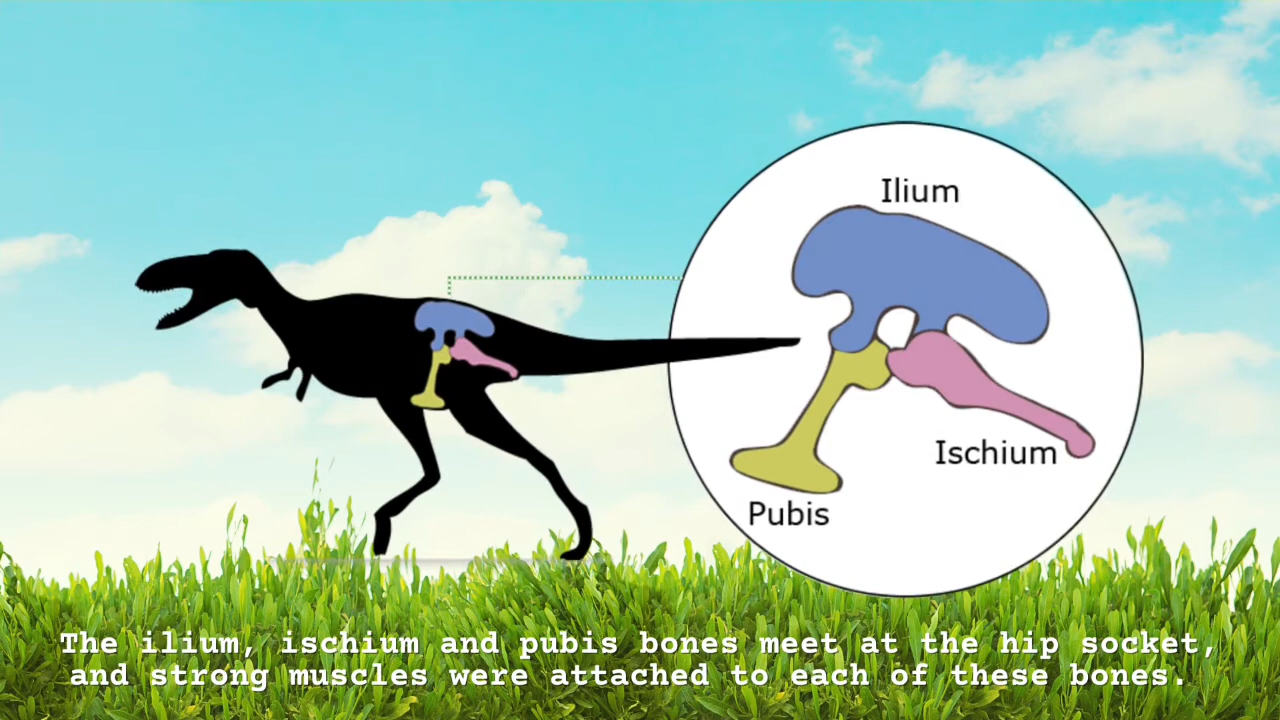 Ilium
Ischium
Pubis
The ilium, ischium and pubis bones meet at the hip socket,
and strong muscles were attached to each of these bones.